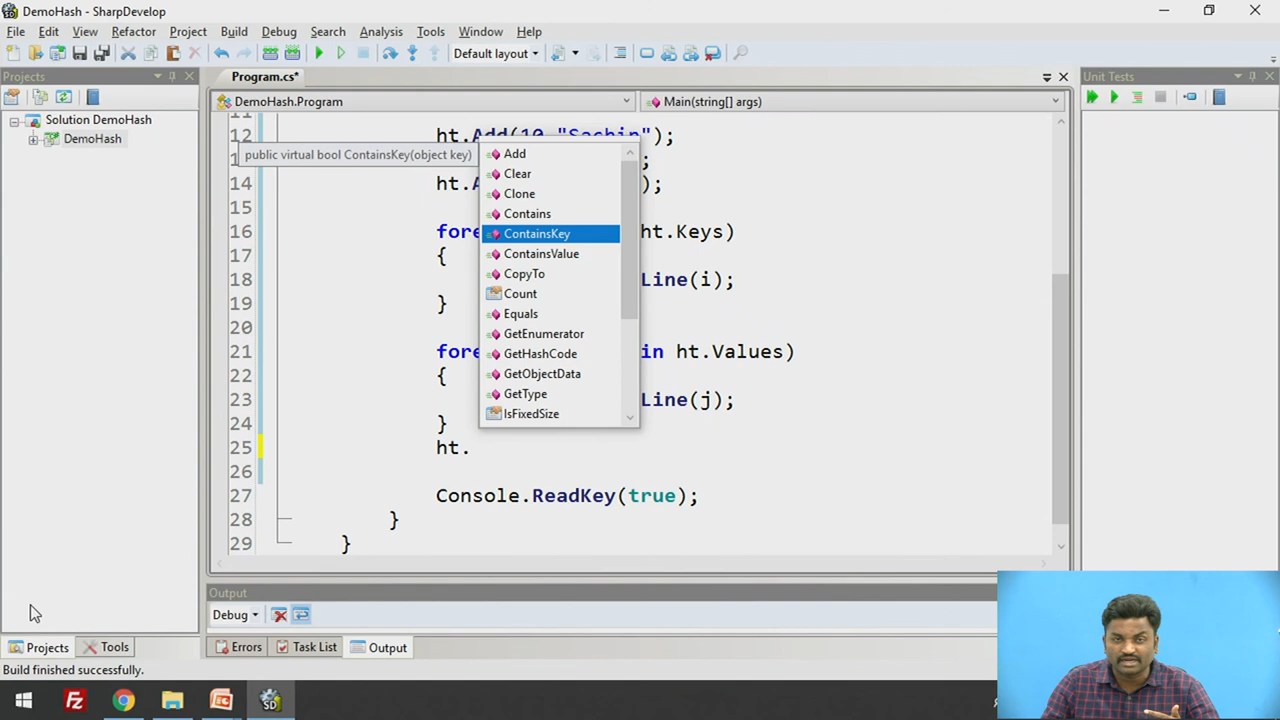 DemoHash - SharpDevelop
File Edit View Refactor Project Build Debug Search Analysis Tools Window Help
Default layout
Projects
Program.cs*
Unit Tests
DemoHash.Program
Main(string[] args)
Solution DemoHash
DemoHash
12 ht.Add(10,"Sachin");
public virtual bool ContainsKey(object key)
14 ht. );
15
16 fore ht.Keys)
17 {
18 Line(i);
19 }
20
21 fore in ht.Values)
22 {
23 Line(j);
24 }
25 ht.
26
27 Console.ReadKey(true);
28 }
29 }
Add
Clear
Clone
Contains
ContainsKey
ContainsValue
CopyTo
Count
Equals
GetEnumerator
GetHashCode
GetObjectData
GetType
IsFixedSize
Output
Debug
Projects Tools
Errors Task List Output
Build finished successfully.